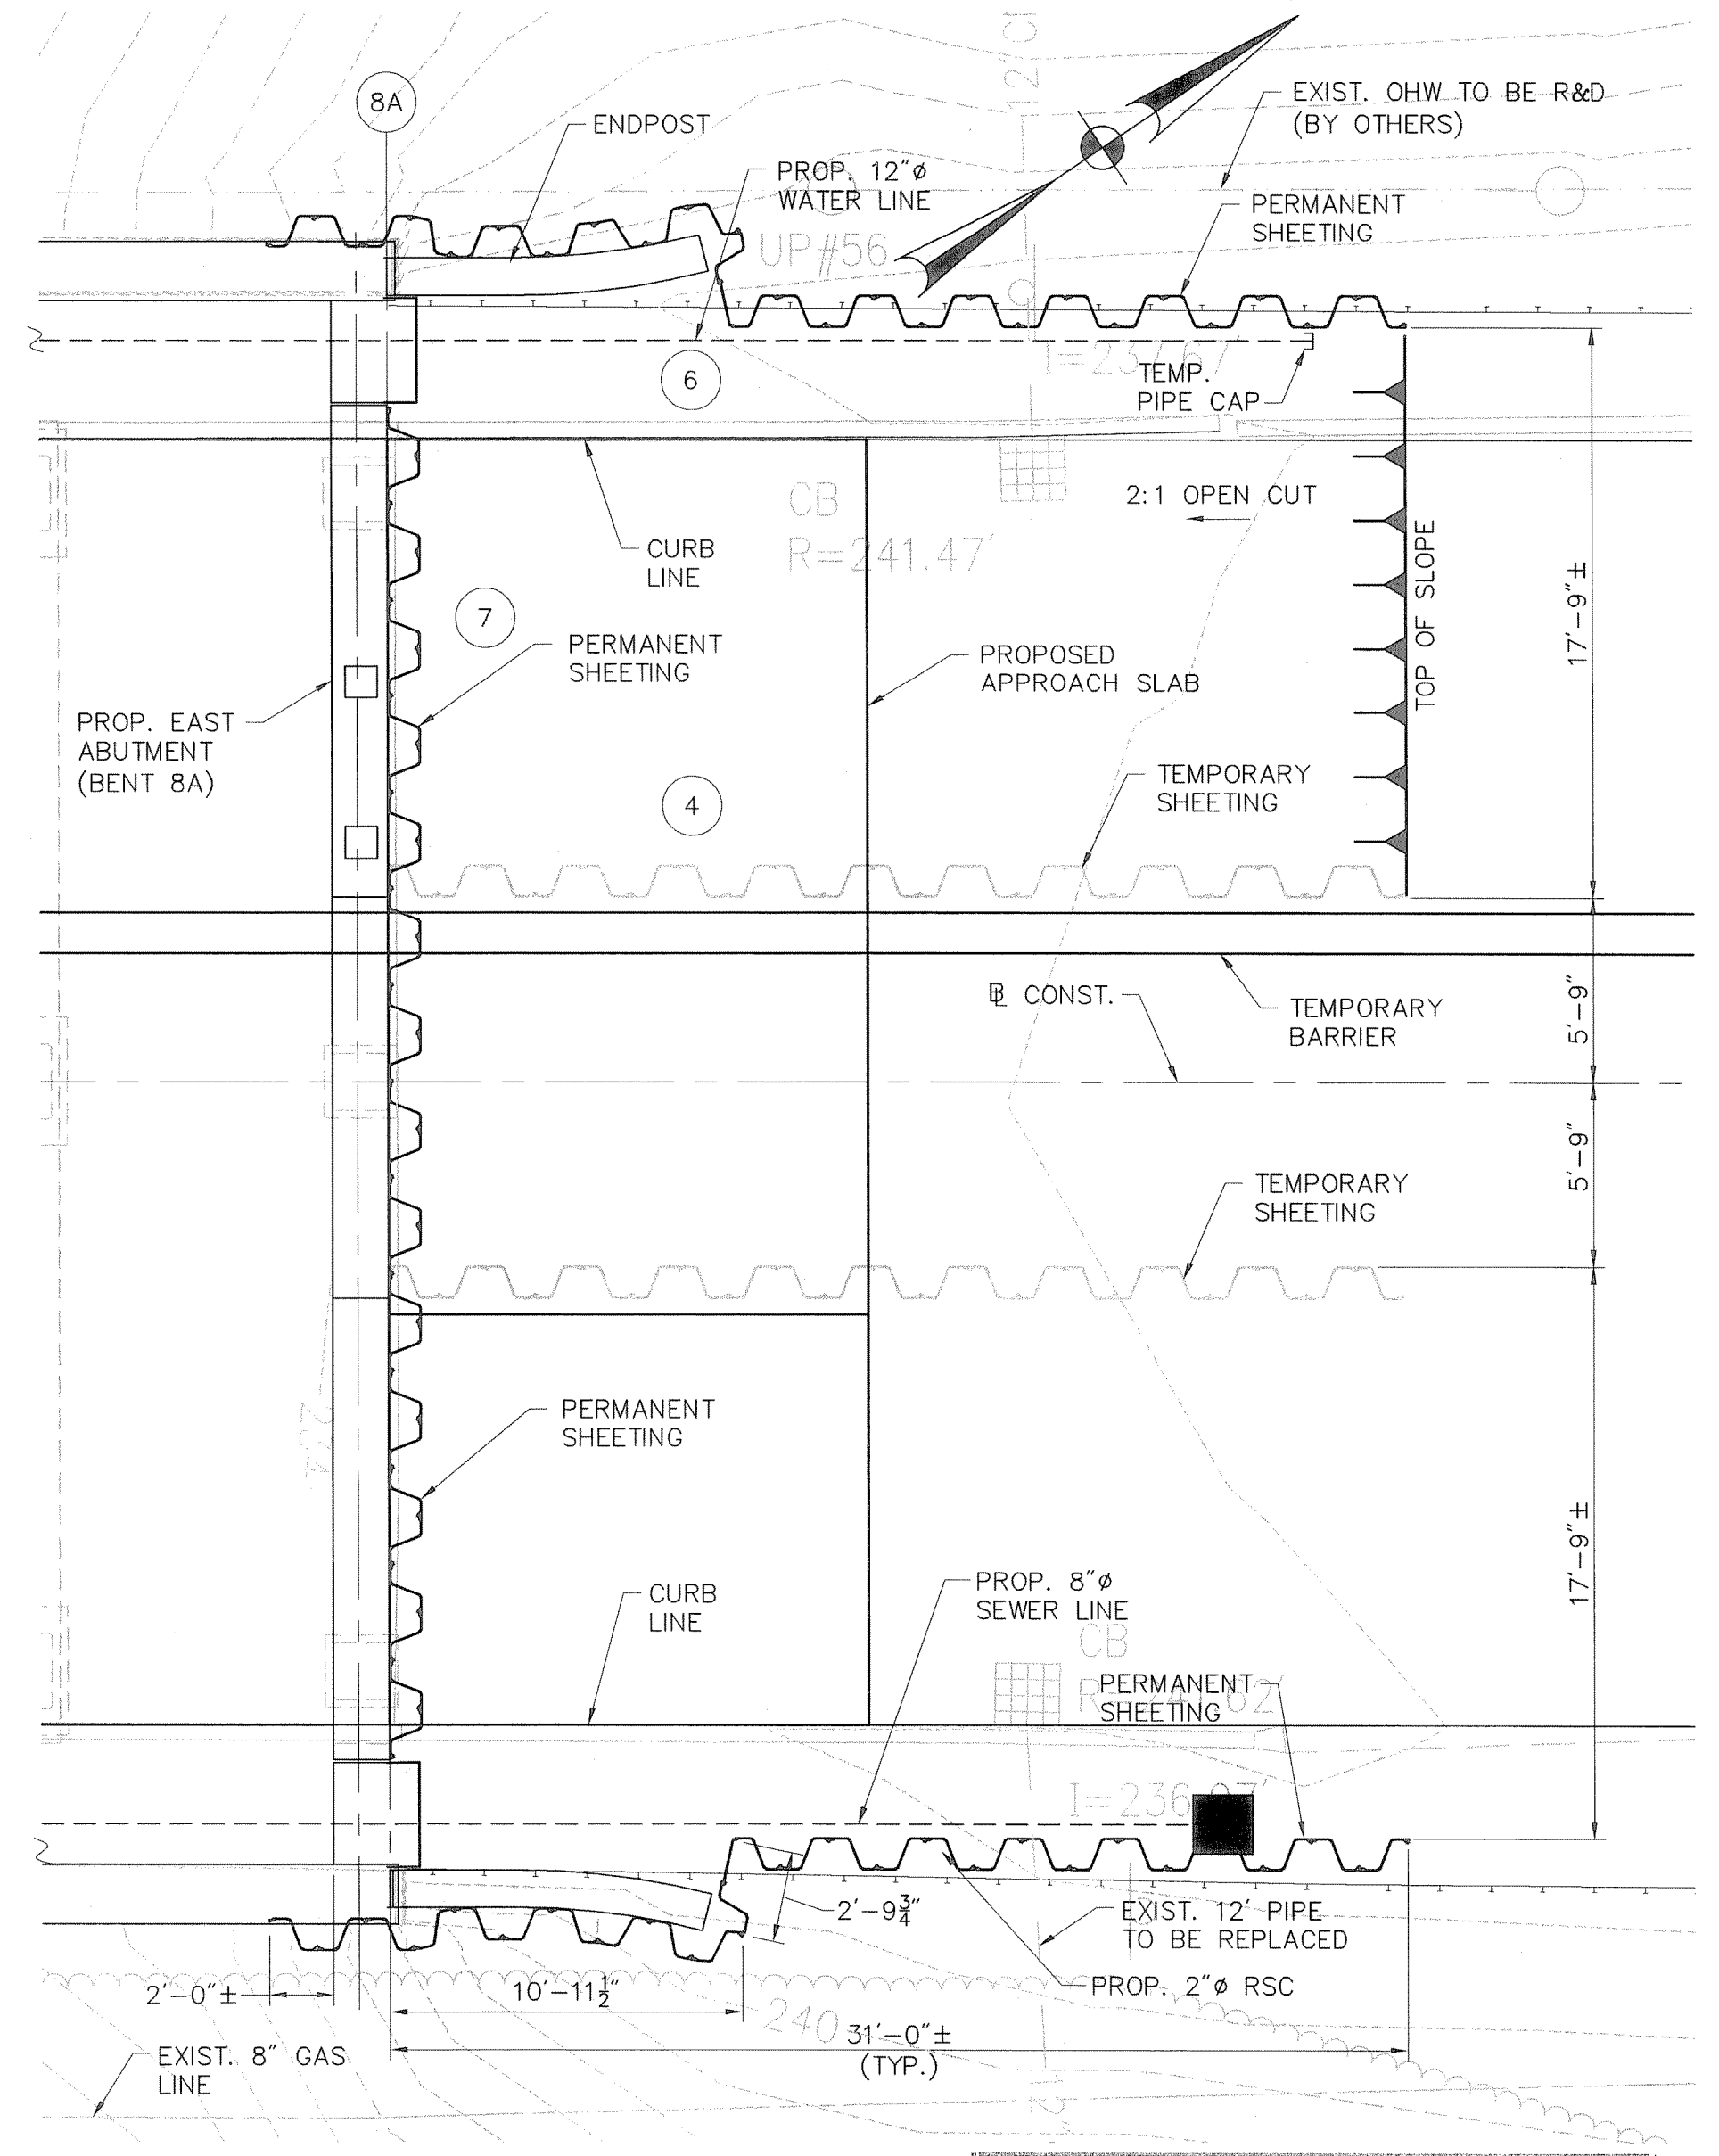 8A
ENDPOST
PROP. 12"ø
WATER LINE
UP#56
EXIST. OHW TO BE R&D
(BY OTHERS)
PERMANENT
SHEETING
6
TEMP.
PIPE CAP
2:1 OPEN CUT
CB
R=241.47'
CURB
LINE
7
PERMANENT
SHEETING
PROPOSED
APPROACH SLAB
TOP OF SLOPE
17'-9"±
PROP. EAST
ABUTMENT
(BENT 8A)
4
TEMPORARY
SHEETING
CONST.
TEMPORARY
BARRIER
5'-9"
5'-9"
TEMPORARY
SHEETING
PERMANENT
SHEETING
17'-9"±
CURB
LINE
PROP. 8"ø
SEWER LINE
CB
PERMANENT
SHEETING
2'-9¾"
EXIST. 12' PIPE
TO BE REPLACED
PROP. 2"ø RSC
2'-0"±
10'-11½"
240
31'-0"±
(TYP.)
EXIST. 8" GAS
LINE